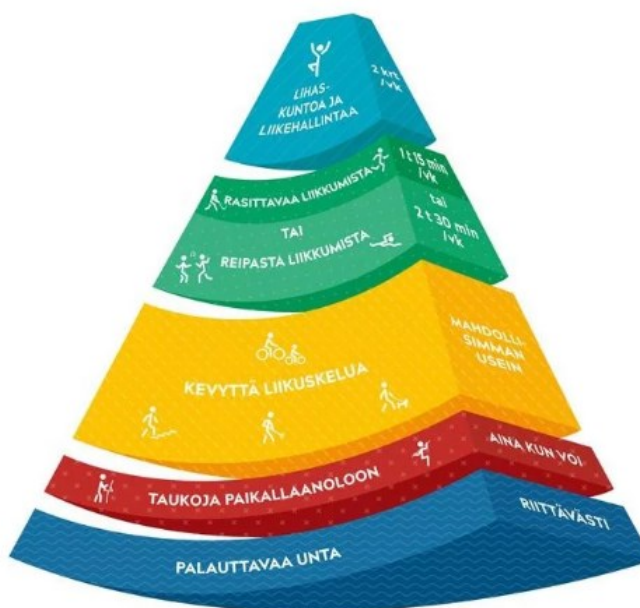 LIHAS-
KUNTOA JA
LIIKEHALLINTAA
2 krt
/vk
RASITTAVAA LIIKKUMISTA
1 t 15 min
/vk
TAI
tai
REIPASTA LIIKKUMISTA
2 t 30 min
/vk
KEVYTTÄ LIIKUSKELUA
MAHDOLLI-
SIMMAN
USEIN
TAUKOJA PAIKALLAANOLOON
AINA KUN VOI
PALAUTTAVAA UNTA
RIITTÄVÄSTI